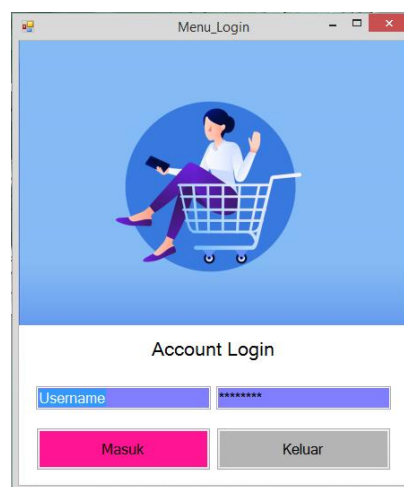 Menu_Login
Account Login
Username ********
Masuk Keluar